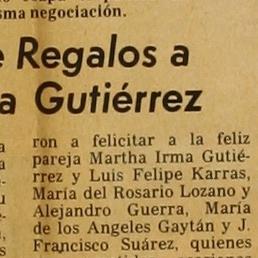 sma negociación.
Regalos a
a Gutiérrez
ron a felicitar a la feliz
pareja Martha Irma Gutié-
rrez y Luis Felipe Karras,
María del Rosario Lozano y
Alejandro Guerra, María
de los Angeles Gaytán y J.
Francisco Suárez, quienes